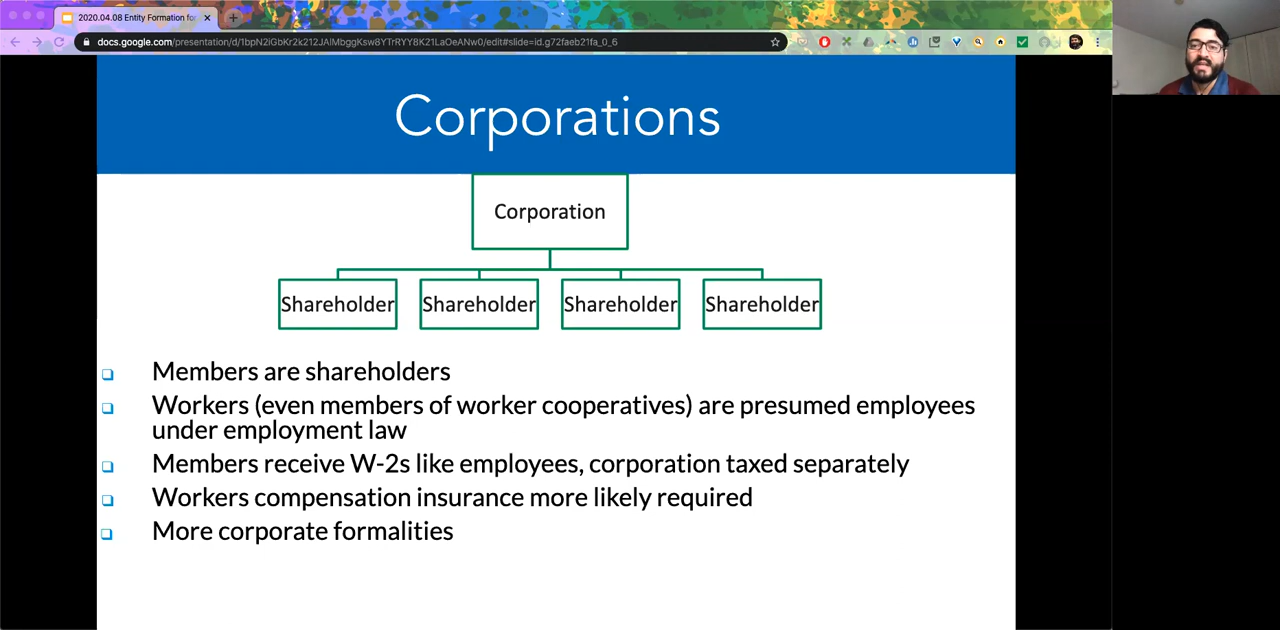 2020.04.08 Entity Formation for
docs.google.com/presentation/d/1bpN2iGbKr2k212JAlMbggKsw8YTrRYY8K21LaOeANw0/edit#slide=id.g72faeb21fa_0_6
Corporations
Corporation
Shareholder Shareholder Shareholder Shareholder
Members are shareholders
Workers (even members of worker cooperatives) are presumed employees
under employment law
Members receive W-2s like employees, corporation taxed separately
Workers compensation insurance more likely required
More corporate formalities